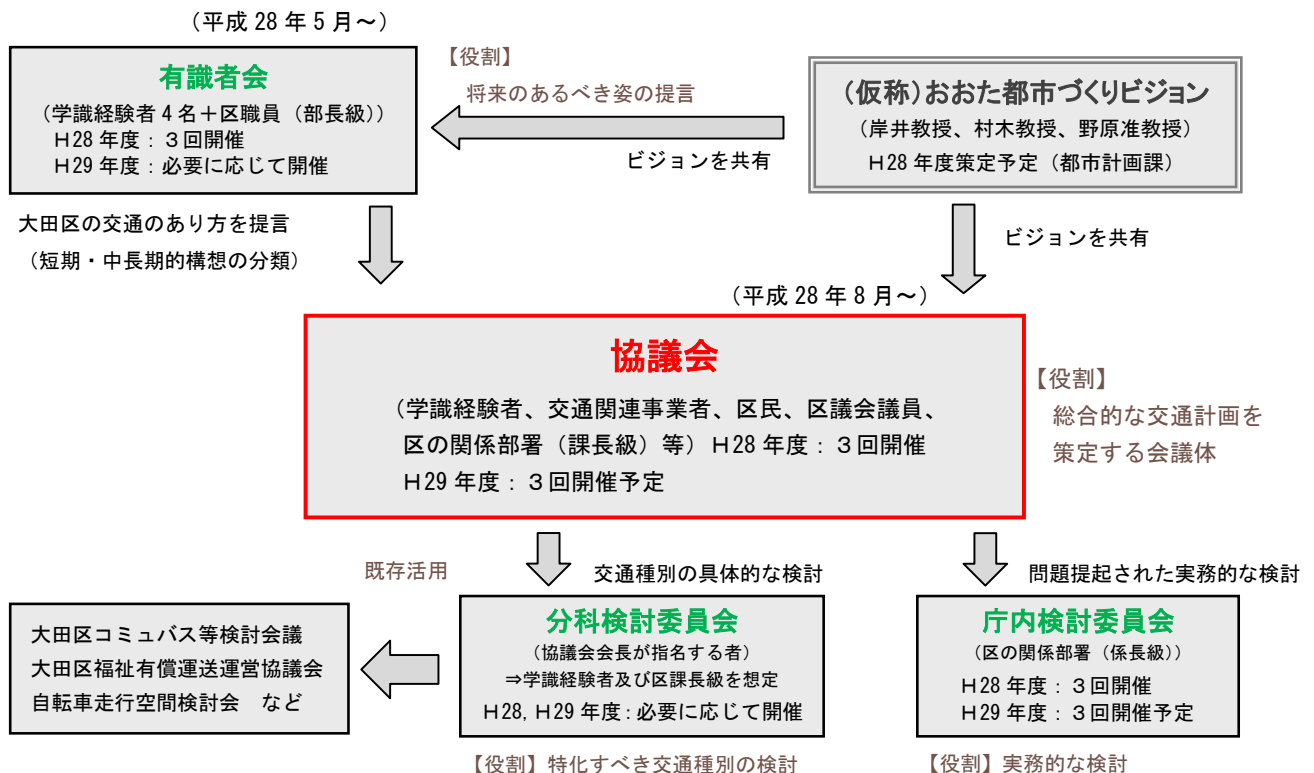 (平成 28 年 5 月～)
有識者会
(学識経験者 4 名＋区職員（部長級))
H28 年度：３回開催
H29 年度：必要に応じて開催
【役割】
将来のあるべき姿の提言
ビジョンを共有
(仮称)おおた都市づくりビジョン
(岸井教授、村木教授、野原准教授)
H28 年度策定予定（都市計画課）
大田区の交通のあり方を提言
（短期・中長期的構想の分類）
ビジョンを共有
(平成 28 年 8 月～)
協議会
(学識経験者、交通関連事業者、区民、区議会議員、
区の関係部署（課長級）等）H28 年度：３回開催
H29 年度：３回開催予定
【役割】
総合的な交通計画を
策定する会議体
既存活用
交通種別の具体的な検討
問題提起された実務的な検討
大田区コミュバス等検討会議
大田区福祉有償運送運営協議会
自転車走行空間検討会　など
分科検討委員会
(協議会会長が指名する者)
⇒学識経験者及び区課長級を想定
H28, H29 年度：必要に応じて開催
庁内検討委員会
(区の関係部署（係長級))
H28 年度：３回開催
H29 年度：３回開催予定
【役割】特化すべき交通種別の検討
【役割】実務的な検討